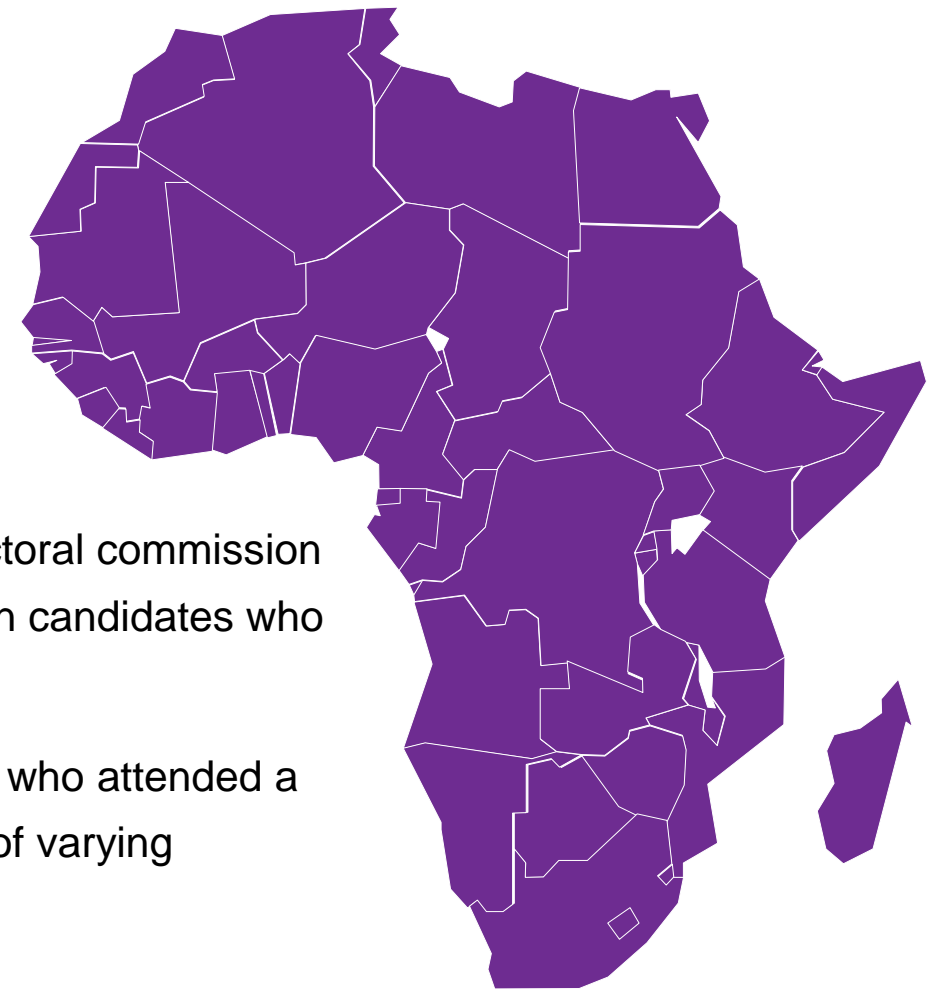 ctoral commission
n candidates who
who attended a
of varying